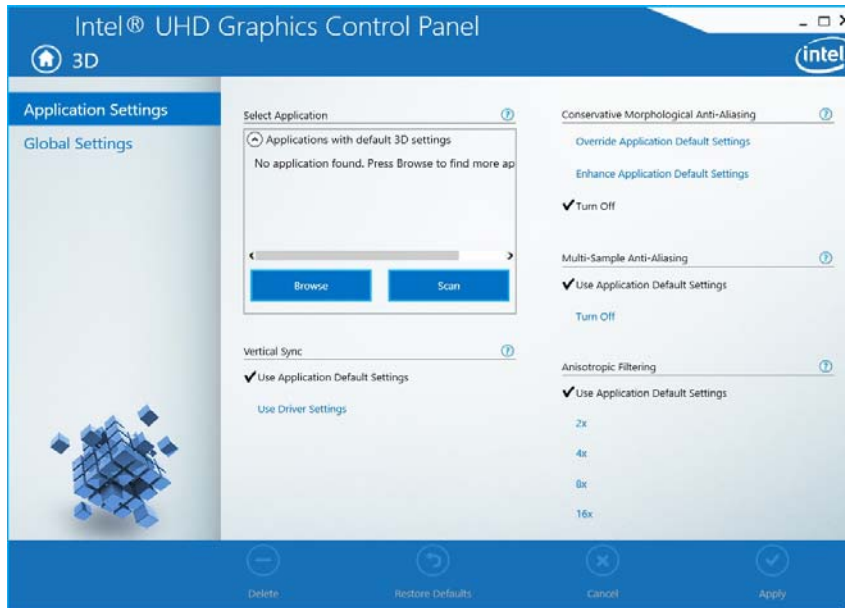 Intel® UHD Graphics Control Panel
3D
intel
Application Settings
Global Settings
Select Application
Applications with default 3D settings
No application found. Press Browse to find more ap
Browse
Scan
Vertical Sync
Use Application Default Settings
Use Driver Settings
Conservative Morphological Anti-Aliasing
Override Application Default Settings
Enhance Application Default Settings
Turn Off
Multi-Sample Anti-Aliasing
Use Application Default Settings
Turn Off
Anisotropic Filtering
Use Application Default Settings
2x
4x
8x
16x
Delete
Restore Defaults
Cancel
Apply